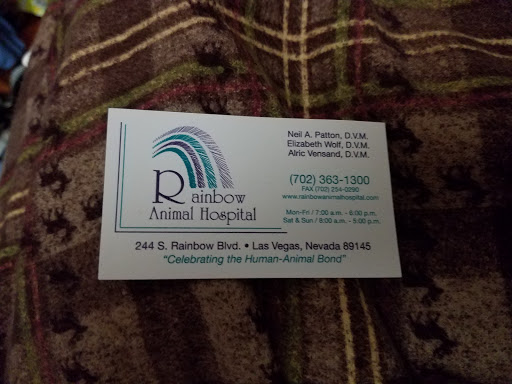 Rainbow
Animal Hospital
Neil A. Patton, D.V.M.
Elizabeth Wolf, D.V.M.
Alric Vensand, D.V.M.
(702) 363-1300
FAX (702) 254-0290
www.rainbowanimalhospital.com
Mon-Fri / 7:00 a.m. - 6:00 p.m.
Sat & Sun / 8:00 a.m. - 5:00 p.m.
244 S. Rainbow Blvd. • Las Vegas, Nevada 89145
"Celebrating the Human-Animal Bond"